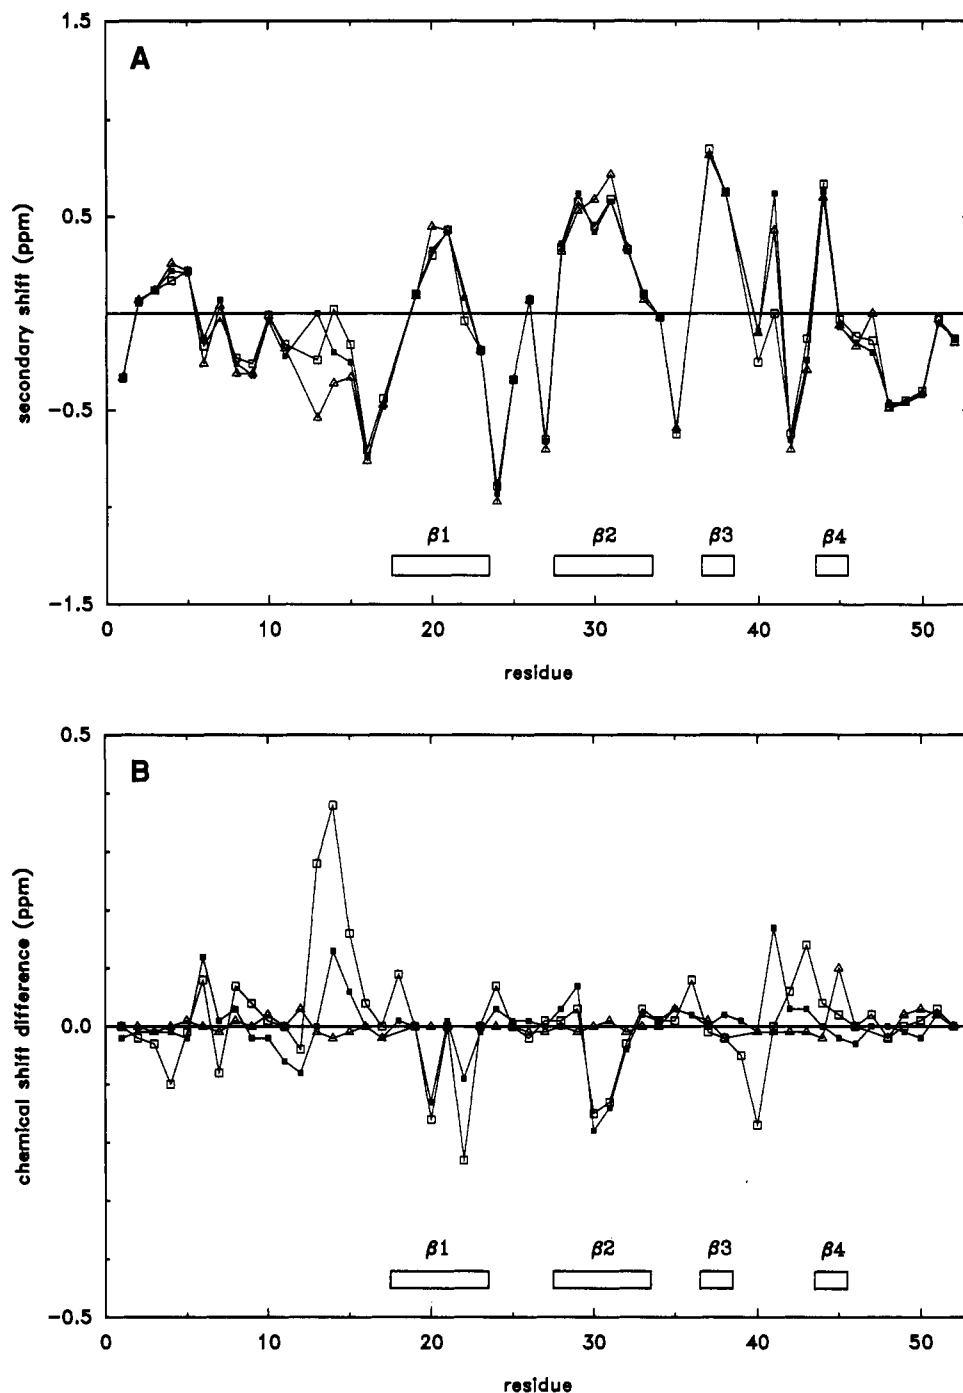 1.5
A
0.5
secondary shift (ppm)
−0.5
β1
β2
β3
β4
−1.5
0
10
20
30
40
50
residue
0.5
B
chemical shift difference (ppm)
0.0
β1
β2
β3
β4
−0.5
0
10
20
30
40
50
residue